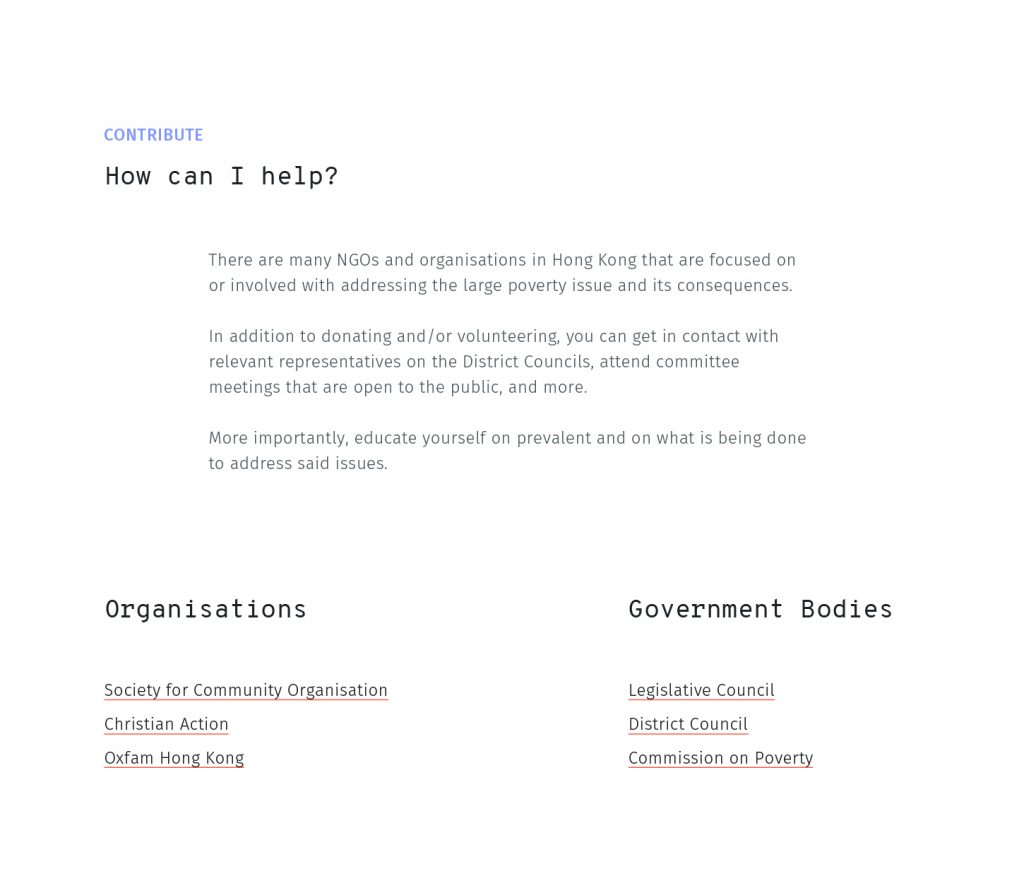 CONTRIBUTE
How can I help?
There are many NGOs and organisations in Hong Kong that are focused on
or involved with addressing the large poverty issue and its consequences.
In addition to donating and/or volunteering, you can get in contact with
relevant representatives on the District Councils, attend committee
meetings that are open to the public, and more.
More importantly, educate yourself on prevalent and on what is being done
to address said issues.
Organisations
Society for Community Organisation
Christian Action
Oxfam Hong Kong
Government Bodies
Legislative Council
District Council
Commission on Poverty